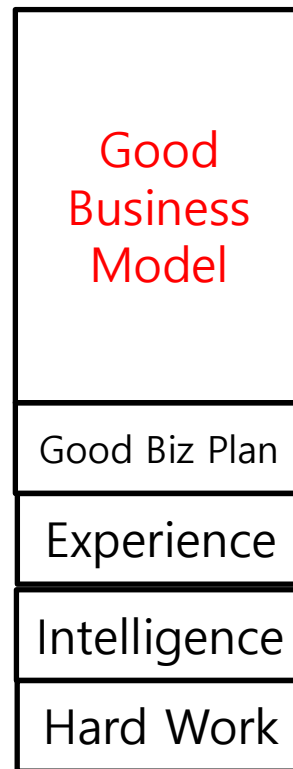 Good
Business
Model
Good Biz Plan
Experience
Intelligence
Hard Work